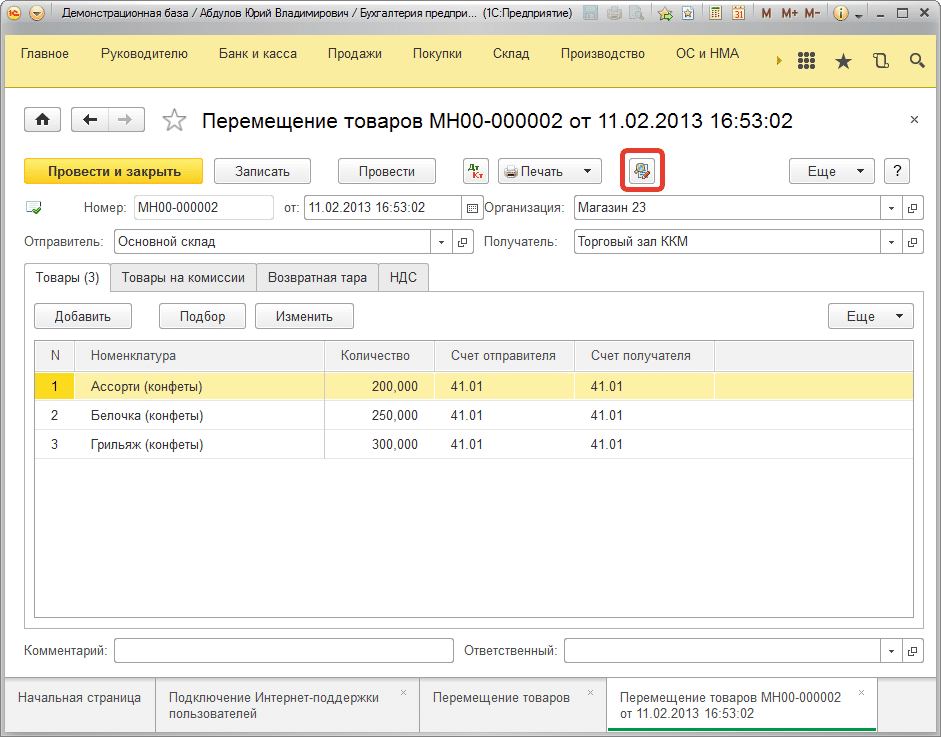 Демонстрационная база / Абдулов Юрий Владимирович / Бухгалтерия предпри... (1С:Предприятие) M M+ M-
Главное Руководителю Банк и касса Продажи Покупки Склад Производство ОС и НМА
Перемещение товаров МН00-000002 от 11.02.2013 16:53:02
Провести и закрыть Записать Провести Дт Кт Печать Еще ?
Номер: МН00-000002 от: 11.02.2013 16:53:02 Организация: Магазин 23
Отправитель: Основной склад Получатель: Торговый зал ККМ
Товары (3) Товары на комиссии Возвратная тара НДС
Добавить Подбор Изменить Еще
N Номенклатура Количество Счет отправителя Счет получателя
1 Ассорти (конфеты) 200,000 41.01 41.01
2 Белочка (конфеты) 250,000 41.01 41.01
3 Грильяж (конфеты) 300,000 41.01 41.01
Комментарий: Ответственный:
Начальная страница
Подключение Интернет-поддержки
пользователей
Перемещение товаров
Перемещение товаров МН00-000002
от 11.02.2013 16:53:02